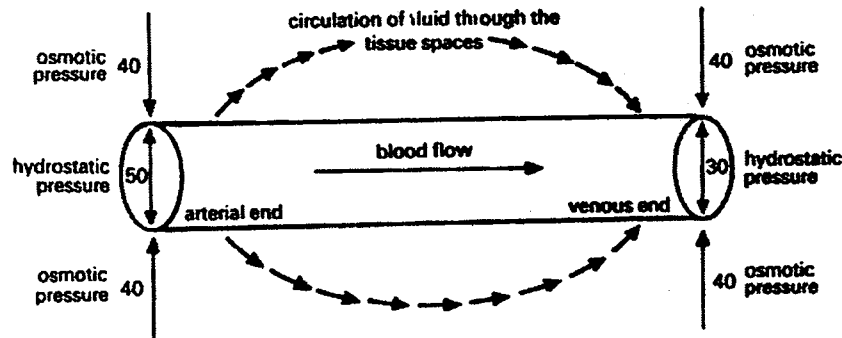 circulation of fluid through the
tissue spaces
osmotic
pressure
40
40
osmotic
pressure
hydrostatic
pressure
50
blood flow
30
hydrostatic
pressure
arterial end
venous end
osmotic
pressure
40
40
osmotic
pressure